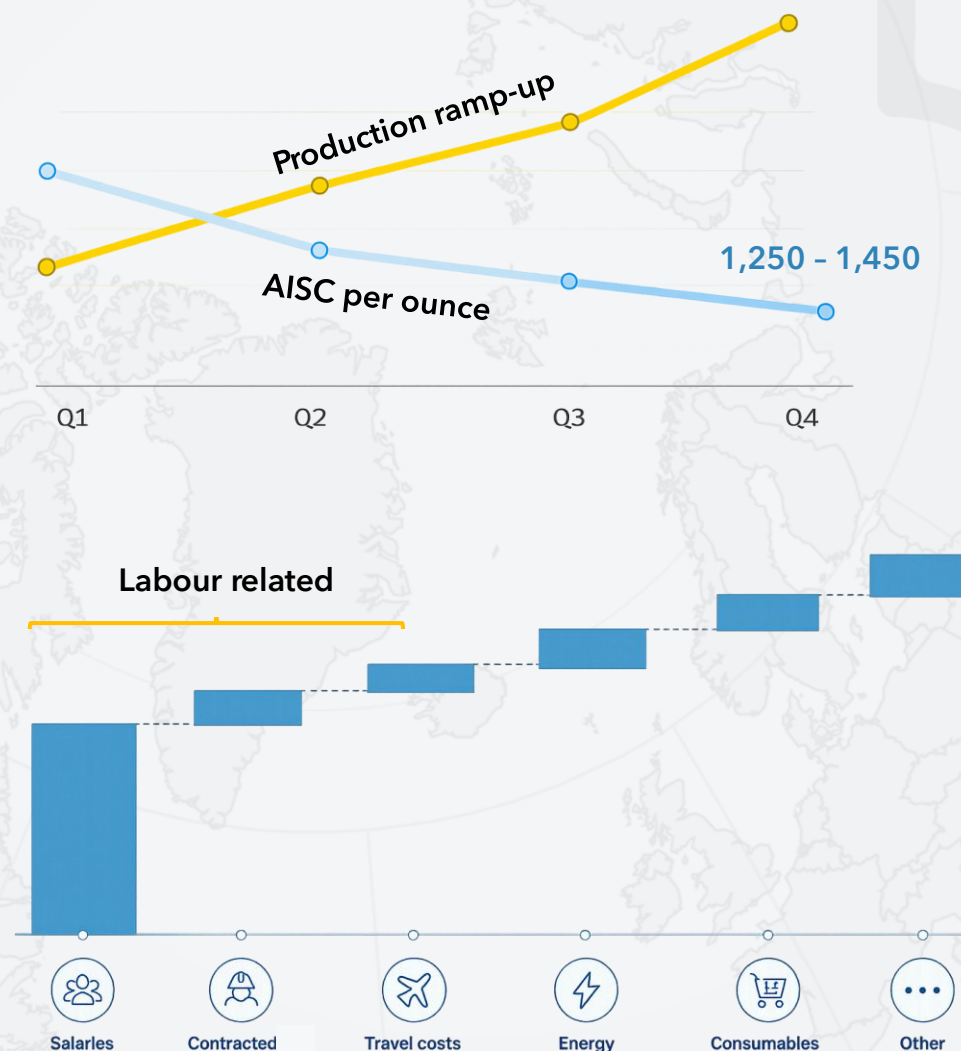 Production ramp-up
1,250 – 1,450
AISC per ounce
Q1 Q2 Q3 Q4
Labour related
Salarles Contracted Travel costs Energy Consumables Other